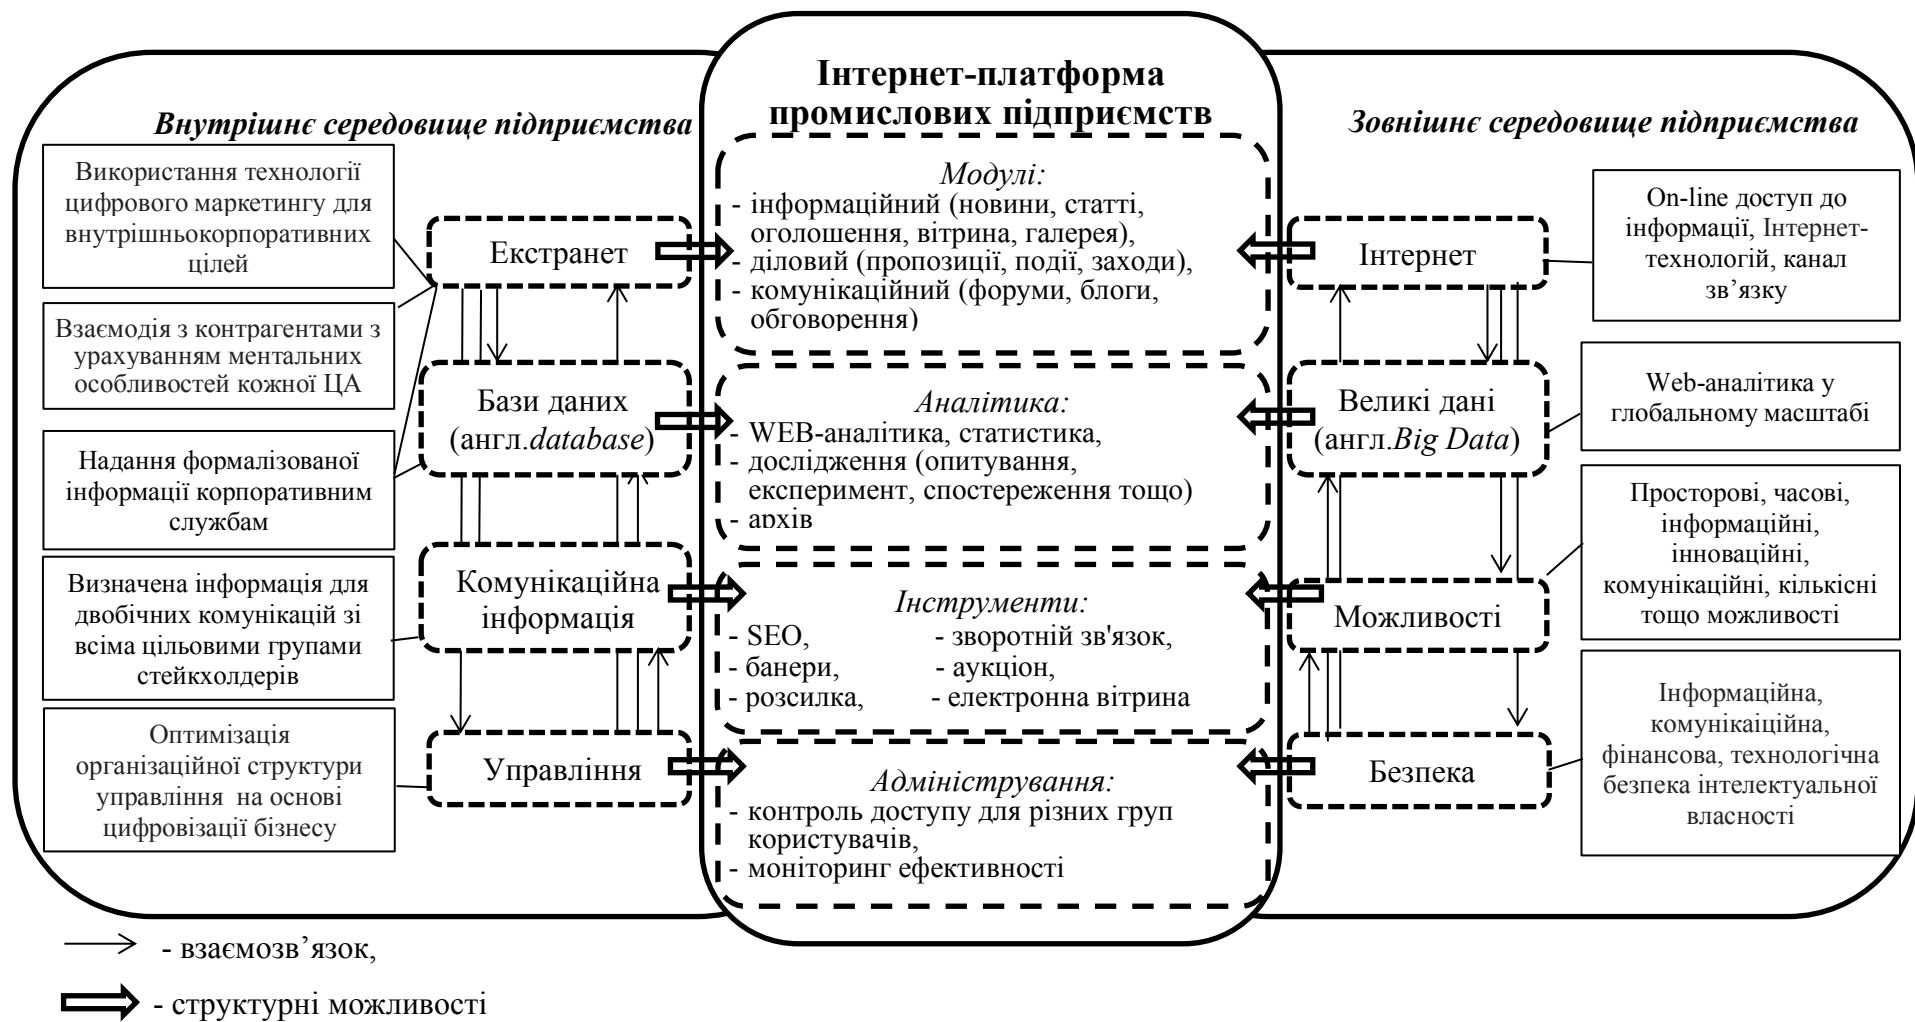 Інтернет-платформа
промислових підприємств
Внутрішнє середовище підприємства
Використання технології
цифрового маркетингу для
внутрішньокорпоративних
цілей
Взаємодія з контрагентами з
урахуванням ментальних
особливостей кожної ЦА
Надання формалізованої
інформації корпоративним
службам
Визначена інформація для
двобічних комунікацій зі
всіма цільовими групами
стейкхолдерів
Оптимізація
організаційної структури
управління на основі
цифровізації бізнесу
Екстранет
Бази даних
(англ.database)
Комунікаційна
інформація
Управління
Модулі:
- інформаційний (новини, статті,
оголошення, вітрина, галерея),
- діловий (пропозиції, події, заходи),
- комунікаційний (форуми, блоги,
обговорення)
Аналітика:
- WEB-аналітика, статистика,
- дослідження (опитування,
експеримент, спостереження тощо)
- архів
Інструменти:
- SEO, - зворотній зв'язок,
- банери, - аукціон,
- розсилка, - електронна вітрина
Адміністрування:
- контроль доступу для різних груп
користувачів,
- моніторинг ефективності
Зовнішнє середовище підприємства
Інтернет
Великі дані
(англ.Big Data)
Можливості
Безпека
On-line доступ до
інформації, Інтернет-
технологій, канал
зв’язку
Web-аналітика у
глобальному масштабі
Просторові, часові,
інформаційні,
інноваційні,
комунікаційні, кількісні
тощо можливості
Інформаційна,
комунікаіційна,
фінансова, технологічна
безпека інтелектуальної
власності
- взаємозв’язок,
- структурні можливості